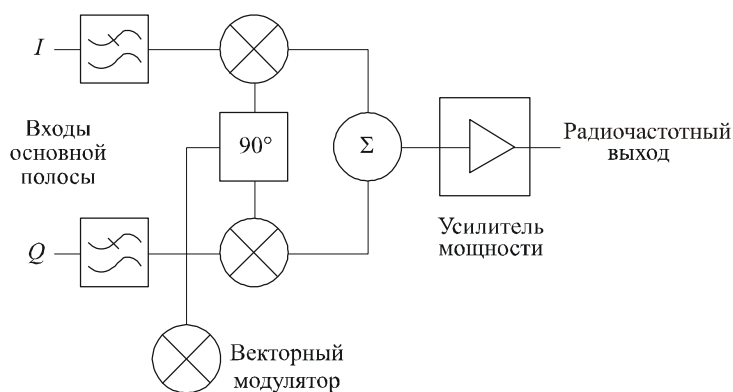 I
Входы
основной
полосы
Q
90°
Σ
Радиочастотный
выход
Усилитель
мощности
Векторный
модулятор